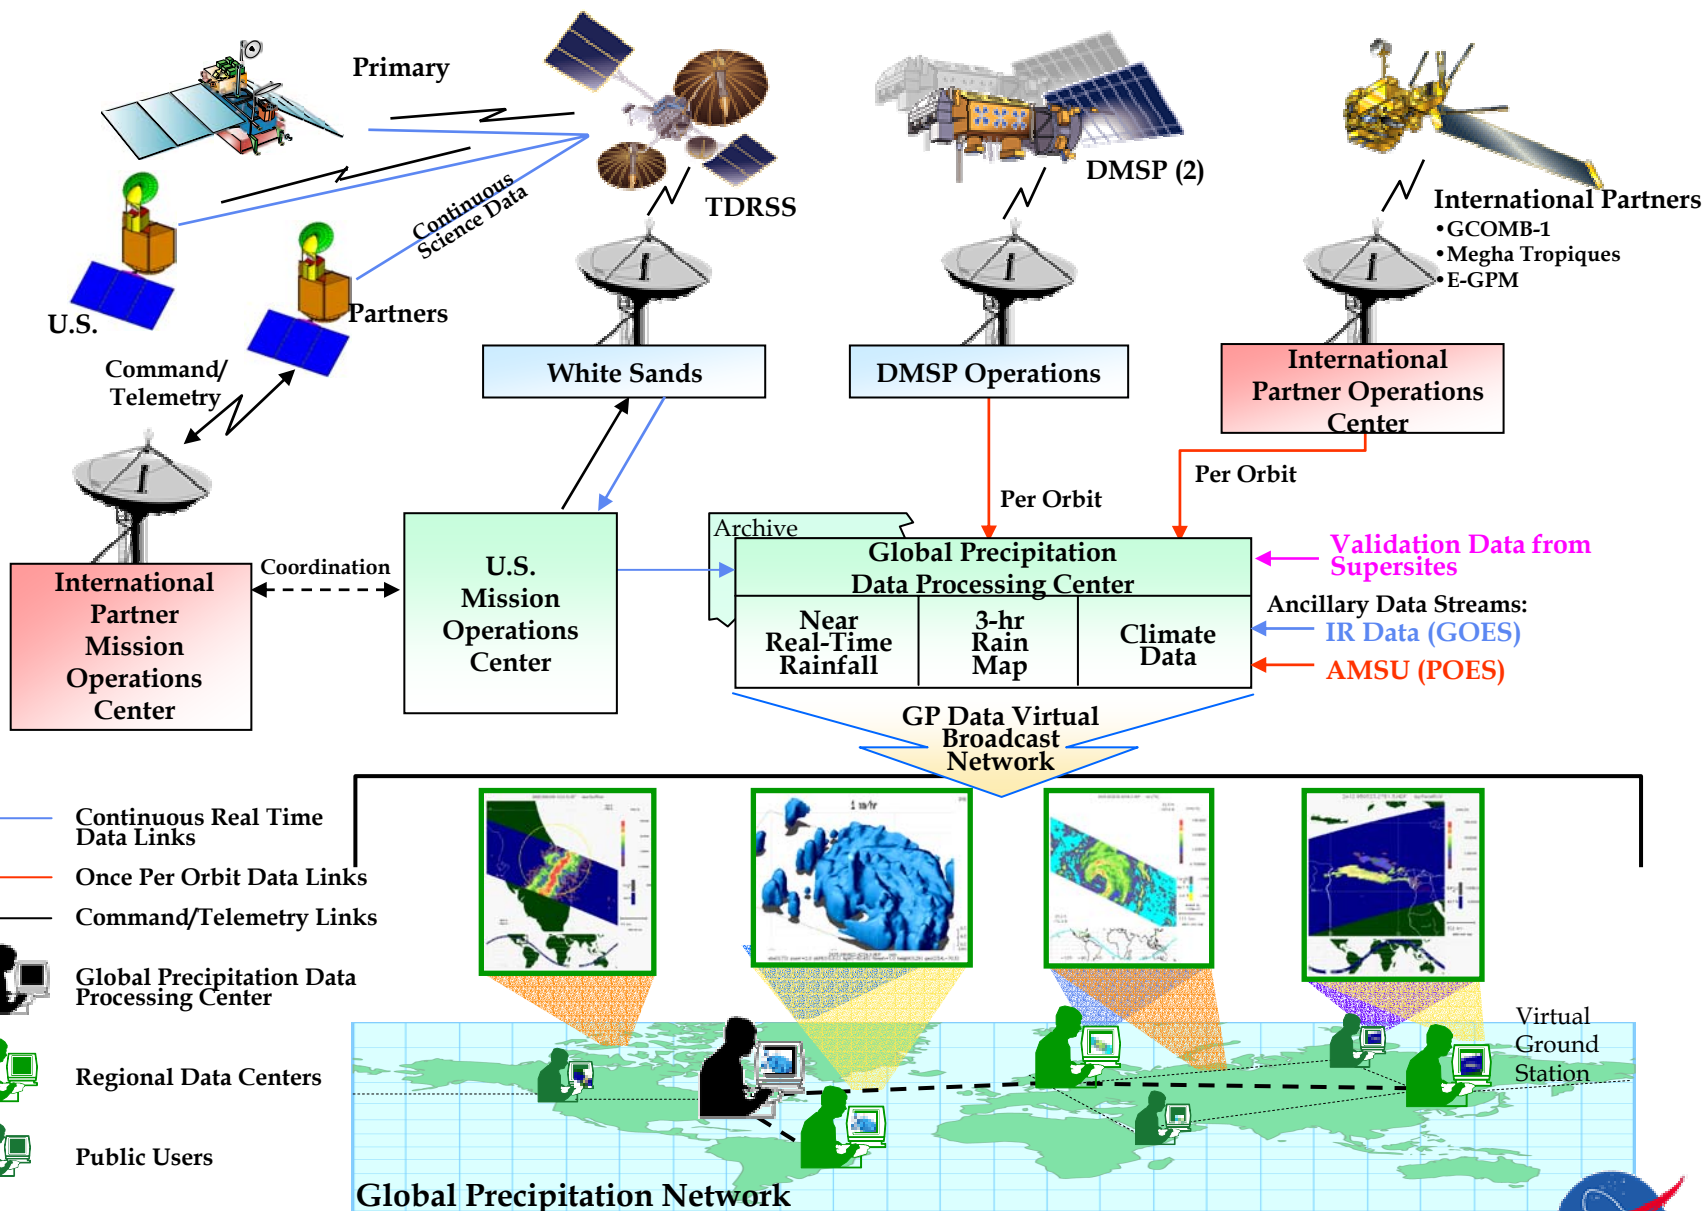 Primary
TDRSS
DMSP (2)
International Partners
•GCOMB-1
•Megha Tropiques
•E-GPM
Continuous
Science Data
U.S.
Partners
Command/
Telemetry
White Sands
DMSP Operations
International
Partner Operations
Center
Per Orbit
Per Orbit
Archive
Global Precipitation
Data Processing Center
Near
Real-Time
Rainfall
3-hr
Rain
Map
Climate
Data
Validation Data from
Supersites
Ancillary Data Streams:
IR Data (GOES)
AMSU (POES)
International
Partner
Mission
Operations
Center
Coordination
U.S.
Mission
Operations
Center
GP Data Virtual
Broadcast
Network
Continuous Real Time
Data Links
Once Per Orbit Data Links
Command/Telemetry Links
Global Precipitation Data
Processing Center
Regional Data Centers
Public Users
1 m/hr
Virtual
Ground
Station
Global Precipitation Network